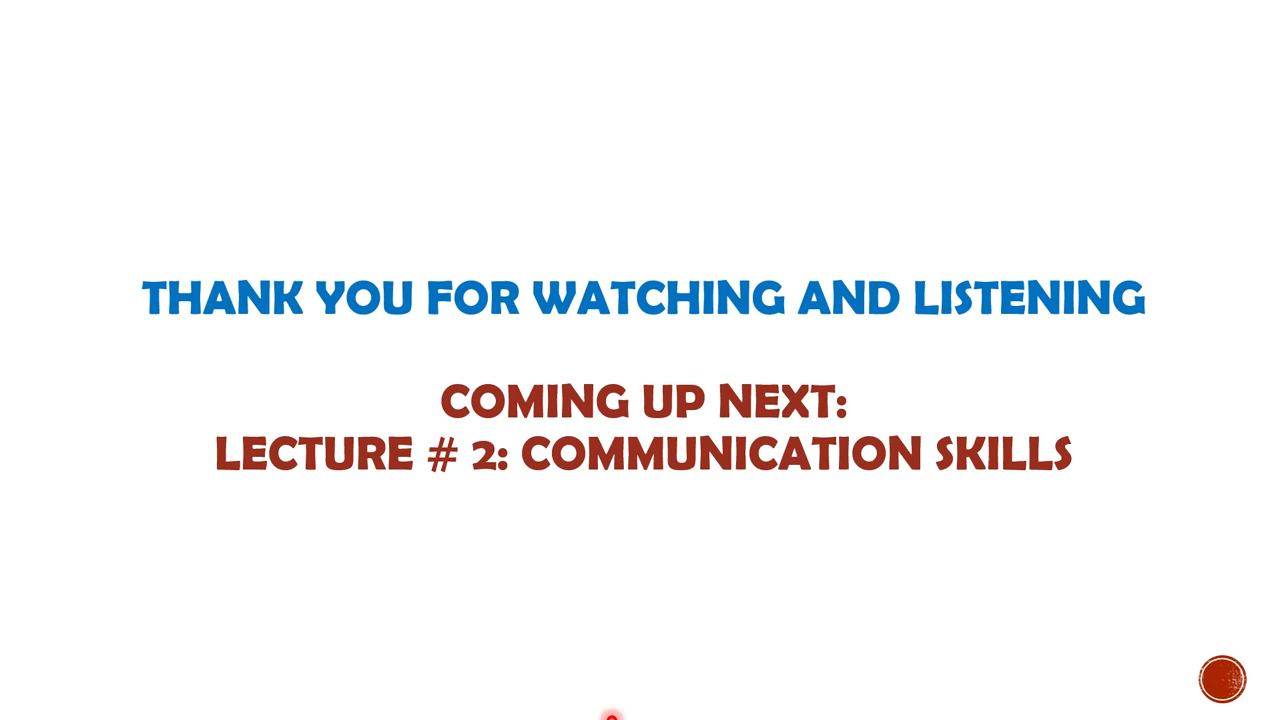 THANK YOU FOR WATCHING AND LISTENING
COMING UP NEXT:
LECTURE # 2: COMMUNICATION SKILLS